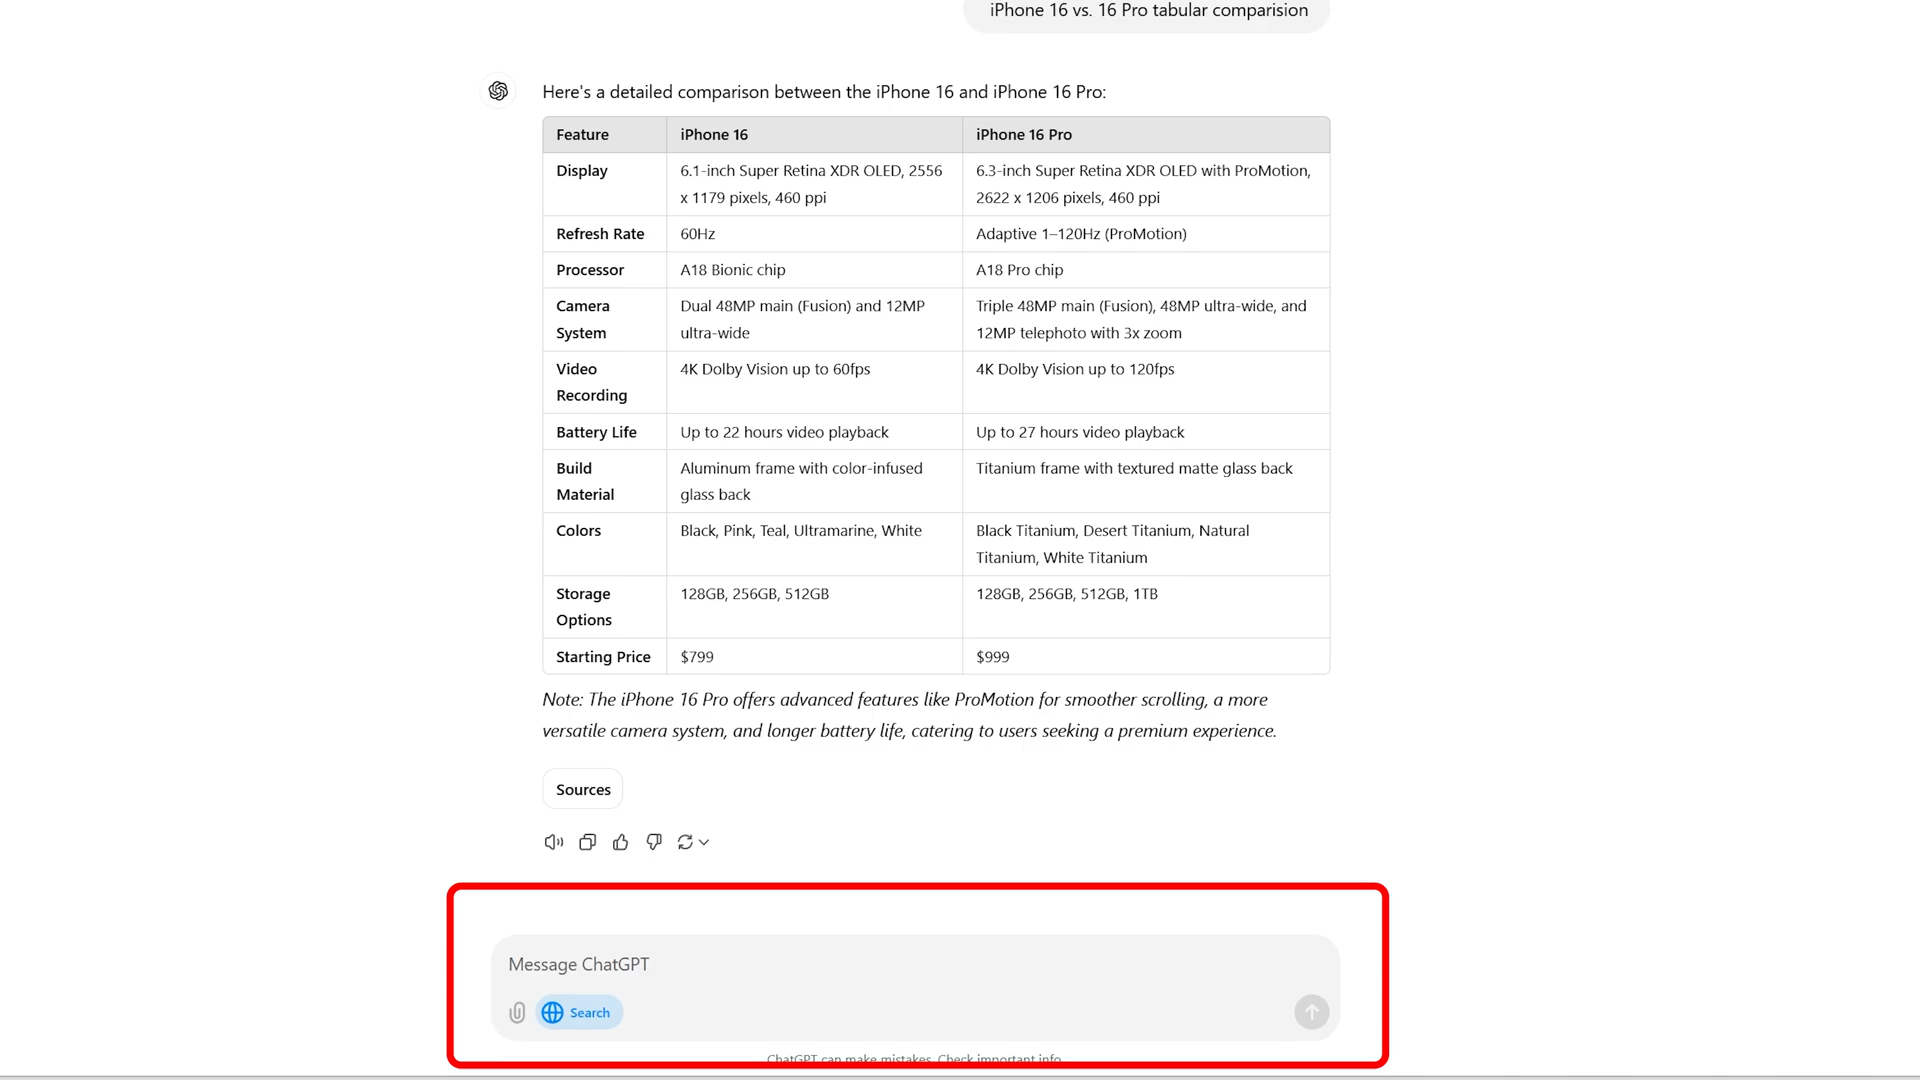 iPhone 16 vs. 16 Pro tabular comparision
Here's a detailed comparison between the iPhone 16 and iPhone 16 Pro:
Feature iPhone 16 iPhone 16 Pro
Display 6.1-inch Super Retina XDR OLED, 2556 6.3-inch Super Retina XDR OLED with ProMotion,
x 1179 pixels, 460 ppi 2622 x 1206 pixels, 460 ppi
Refresh Rate 60Hz Adaptive 1–120Hz (ProMotion)
Processor A18 Bionic chip A18 Pro chip
Camera Dual 48MP main (Fusion) and 12MP Triple 48MP main (Fusion), 48MP ultra-wide, and
System ultra-wide 12MP telephoto with 3x zoom
Video 4K Dolby Vision up to 60fps 4K Dolby Vision up to 120fps
Recording
Battery Life Up to 22 hours video playback Up to 27 hours video playback
Build Aluminum frame with color-infused Titanium frame with textured matte glass back
Material glass back
Colors Black, Pink, Teal, Ultramarine, White Black Titanium, Desert Titanium, Natural
Titanium, White Titanium
Storage 128GB, 256GB, 512GB 128GB, 256GB, 512GB, 1TB
Options
Starting Price $799 $999
Note: The iPhone 16 Pro offers advanced features like ProMotion for smoother scrolling, a more
versatile camera system, and longer battery life, catering to users seeking a premium experience.
Sources
Message ChatGPT
Search
ChatGPT can make mistakes. Check important info.